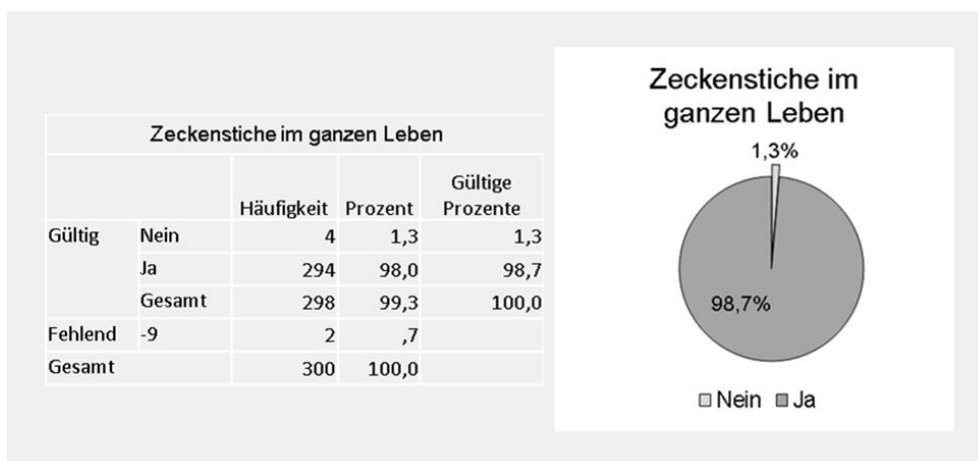 Zeckenstiche im ganzen Leben
Häufigkeit Prozent Gültige Prozente
Gültig Nein 4 1,3 1,3
Ja 294 98,0 98,7
Gesamt 298 99,3 100,0
Fehlend -9 2 ,7
Gesamt 300 100,0
Zeckenstiche im
ganzen Leben
1,3%
98,7%
Nein Ja